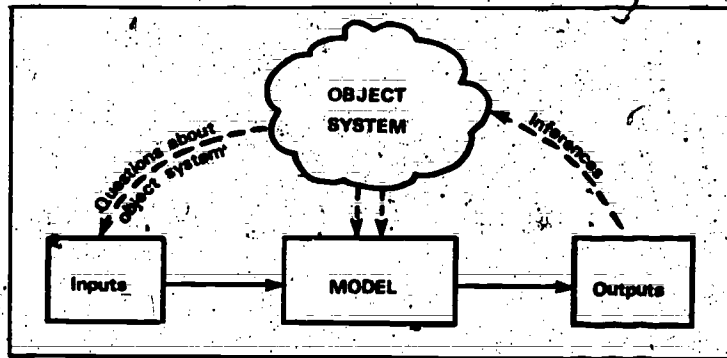 OBJECT
SYSTEM
Questions about
object system
Inferences
Inputs
MODEL
Outputs